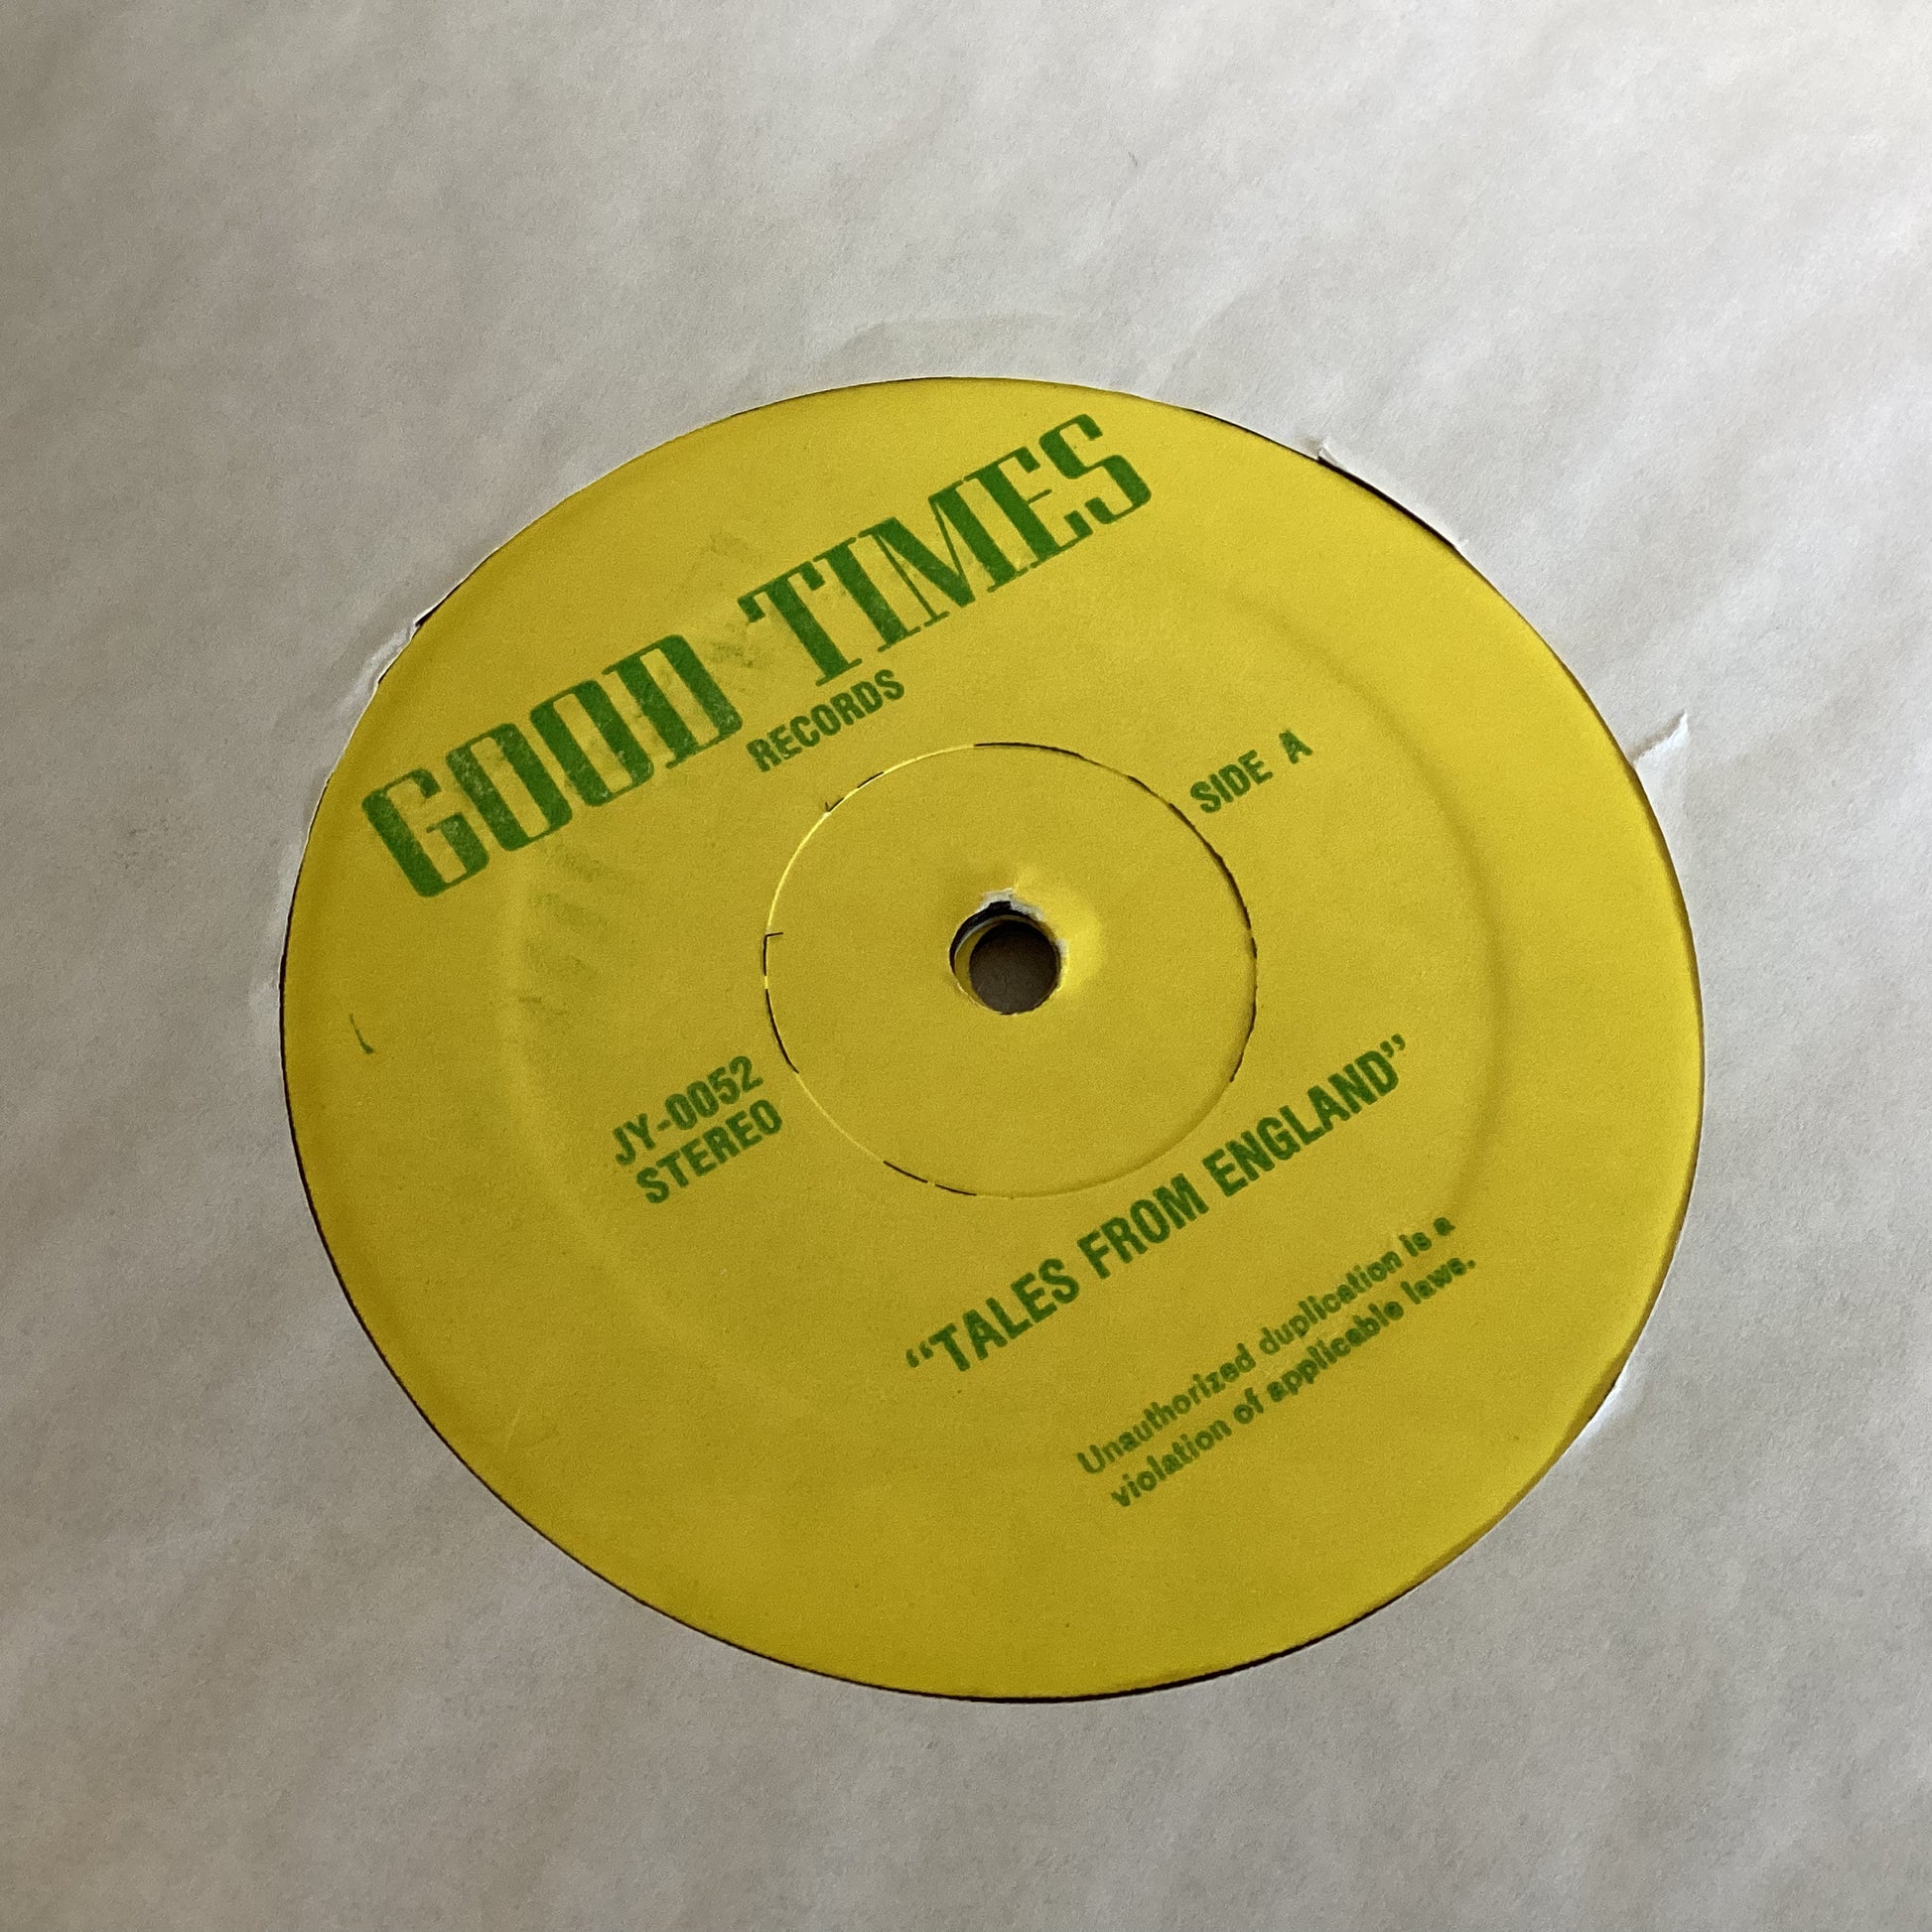 GOOD TIMES
RECORDS
SIDE A
JY-0052
STEREO
“TALES FROM ENGLAND”
Unauthorized duplication is a
violation of applicable laws.